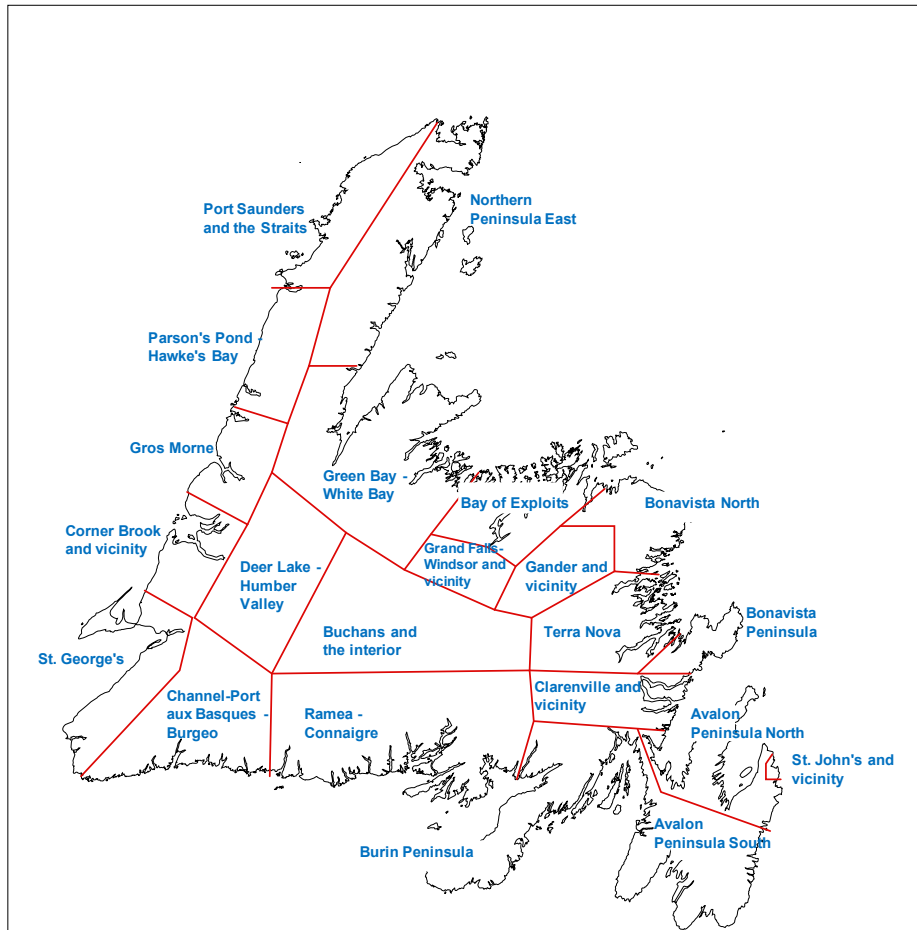 Port Saunders
and the Straits
Northern
Peninsula East
Parson's Pond -
Hawke's Bay
Gros Morne
Green Bay -
White Bay
Bay of Exploits
Bonavista North
Corner Brook
and vicinity
Grand Falls-
Windsor and
vicinity
Gander and
vicinity
Deer Lake -
Humber
Valley
Buchans and
the interior
Terra Nova
Bonavista
Peninsula
St. George's
Channel-Port
aux Basques -
Burgeo
Ramea -
Connaigre
Clarenville and
vicinity
Avalon
Peninsula North
St. John's and
vicinity
Burin Peninsula
Avalon
Peninsula South